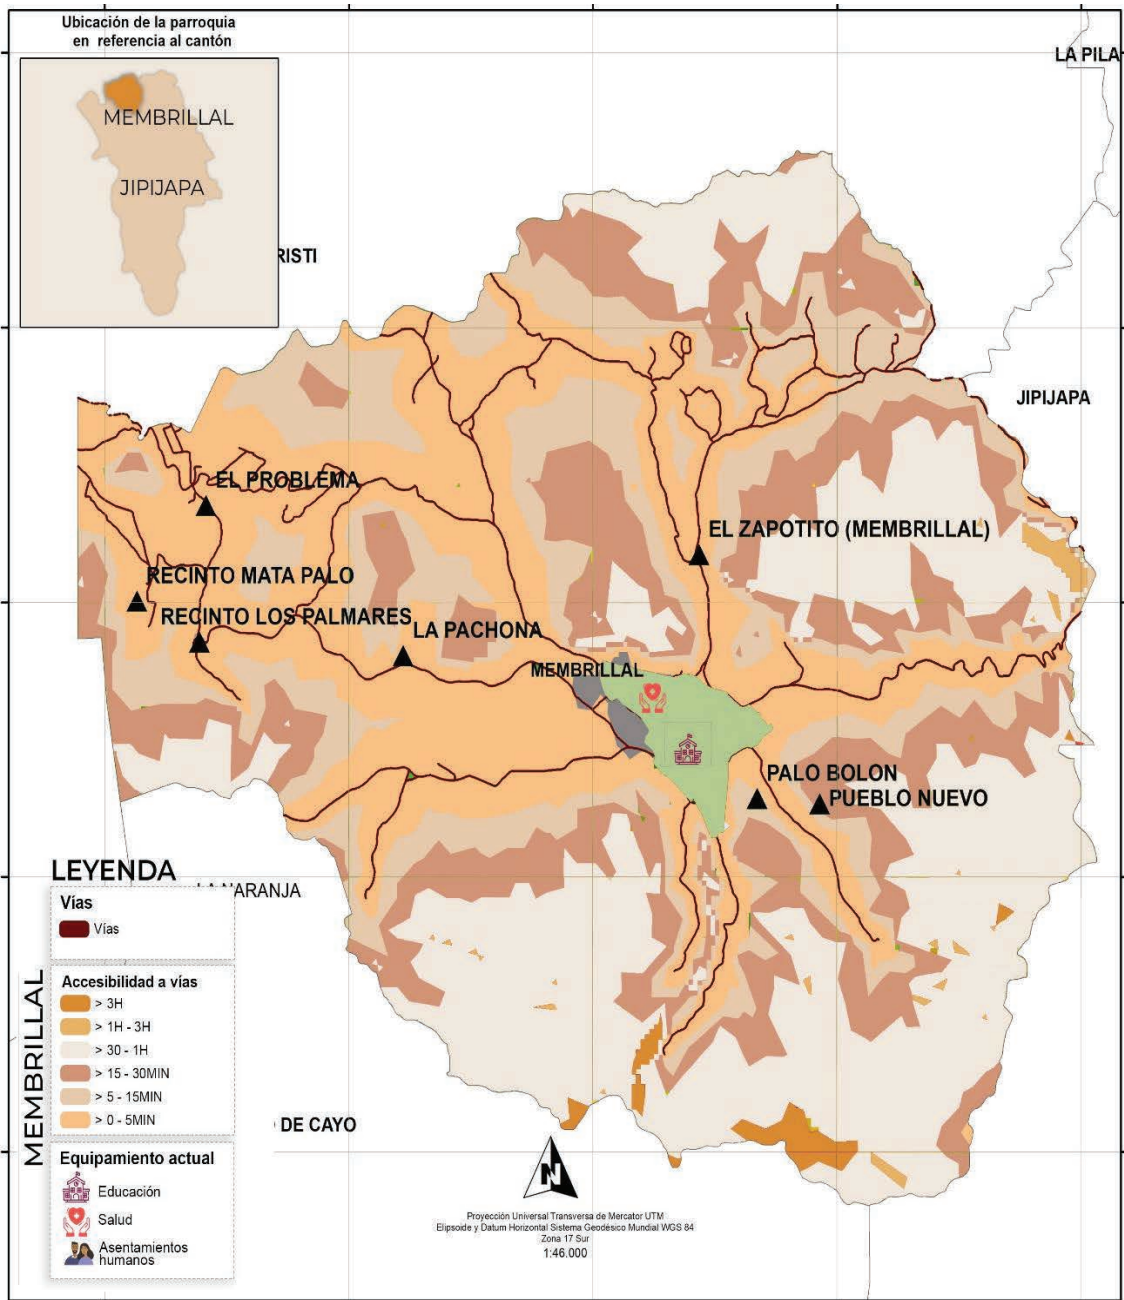 Ubicación de la parroquia
en referencia al cantón
MEMBRILLAL
JIPIJAPA
LA PILA
RISTI
JIPIJAPA
EL PROBLEMA
EL ZAPOTITO (MEMBRILLAL)
RECINTO MATA PALO
RECINTO LOS PALMARES
LA PACHONA
MEMBRILLAL
PALO BOLON
PUEBLO NUEVO
LA NARANJA
DE CAYO
MEMBRILLAL
LEYENDA
Vías
Vías
Accesibilidad a vías
> 3H
> 1H - 3H
> 30 - 1H
> 15 - 30MIN
> 5 - 15MIN
> 0 - 5MIN
Equipamiento actual
Educación
Salud
Asentamientos
humanos
N
Proyección Universal Transversa de Mercator UTM
Elipsoide y Datum Horizontal Sistema Geodésico Mundial WGS 84
Zona 17 Sur
1:46.000